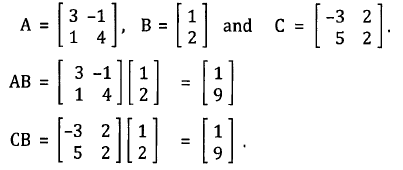 A = [3 -1; 1 4], B = [1; 2] and C = [-3 2; 5 2].
AB = [3 -1; 1 4] [1; 2] = [1; 9]
CB = [-3 2; 5 2] [1; 2] = [1; 9].